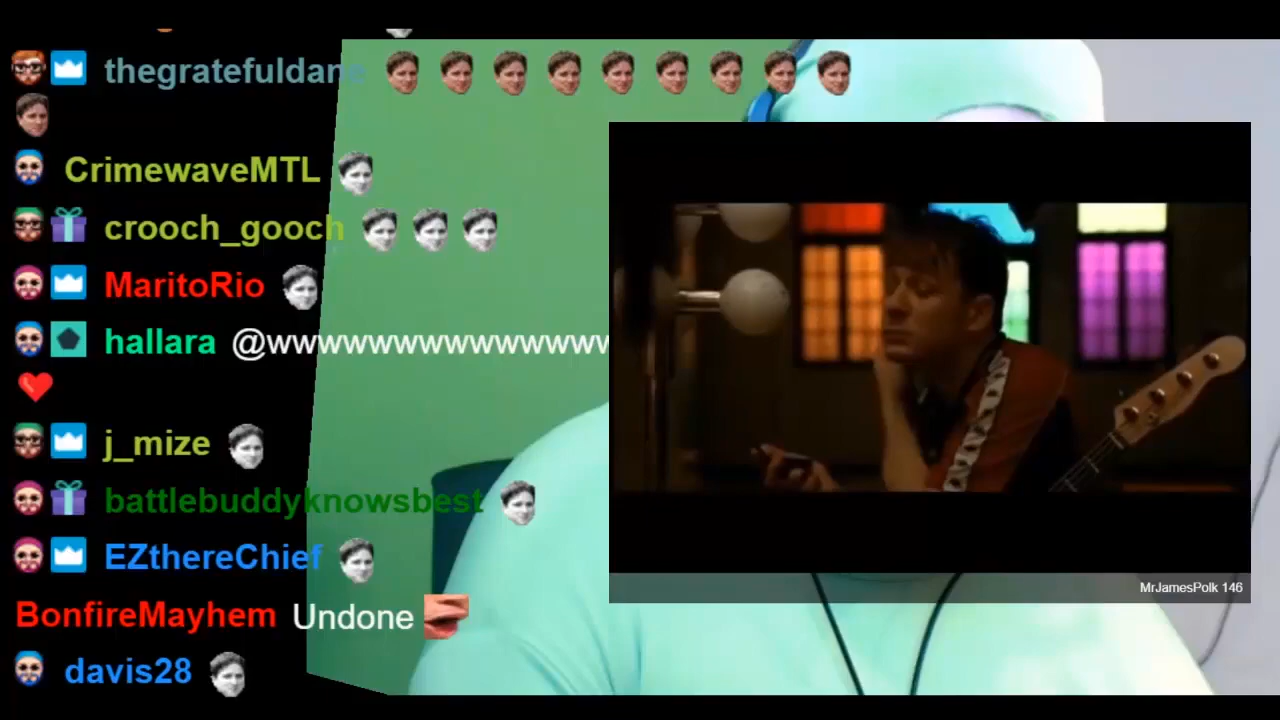 thegratefuldane
CrimewaveMTL
crooch_gooch
MaritoRio
hallara @wwwwwwwwwwwwww
j_mize
battlebuddyknowsbest
EZthereChief
BonfireMayhem Undone
davis28
MrJamesPolk 146